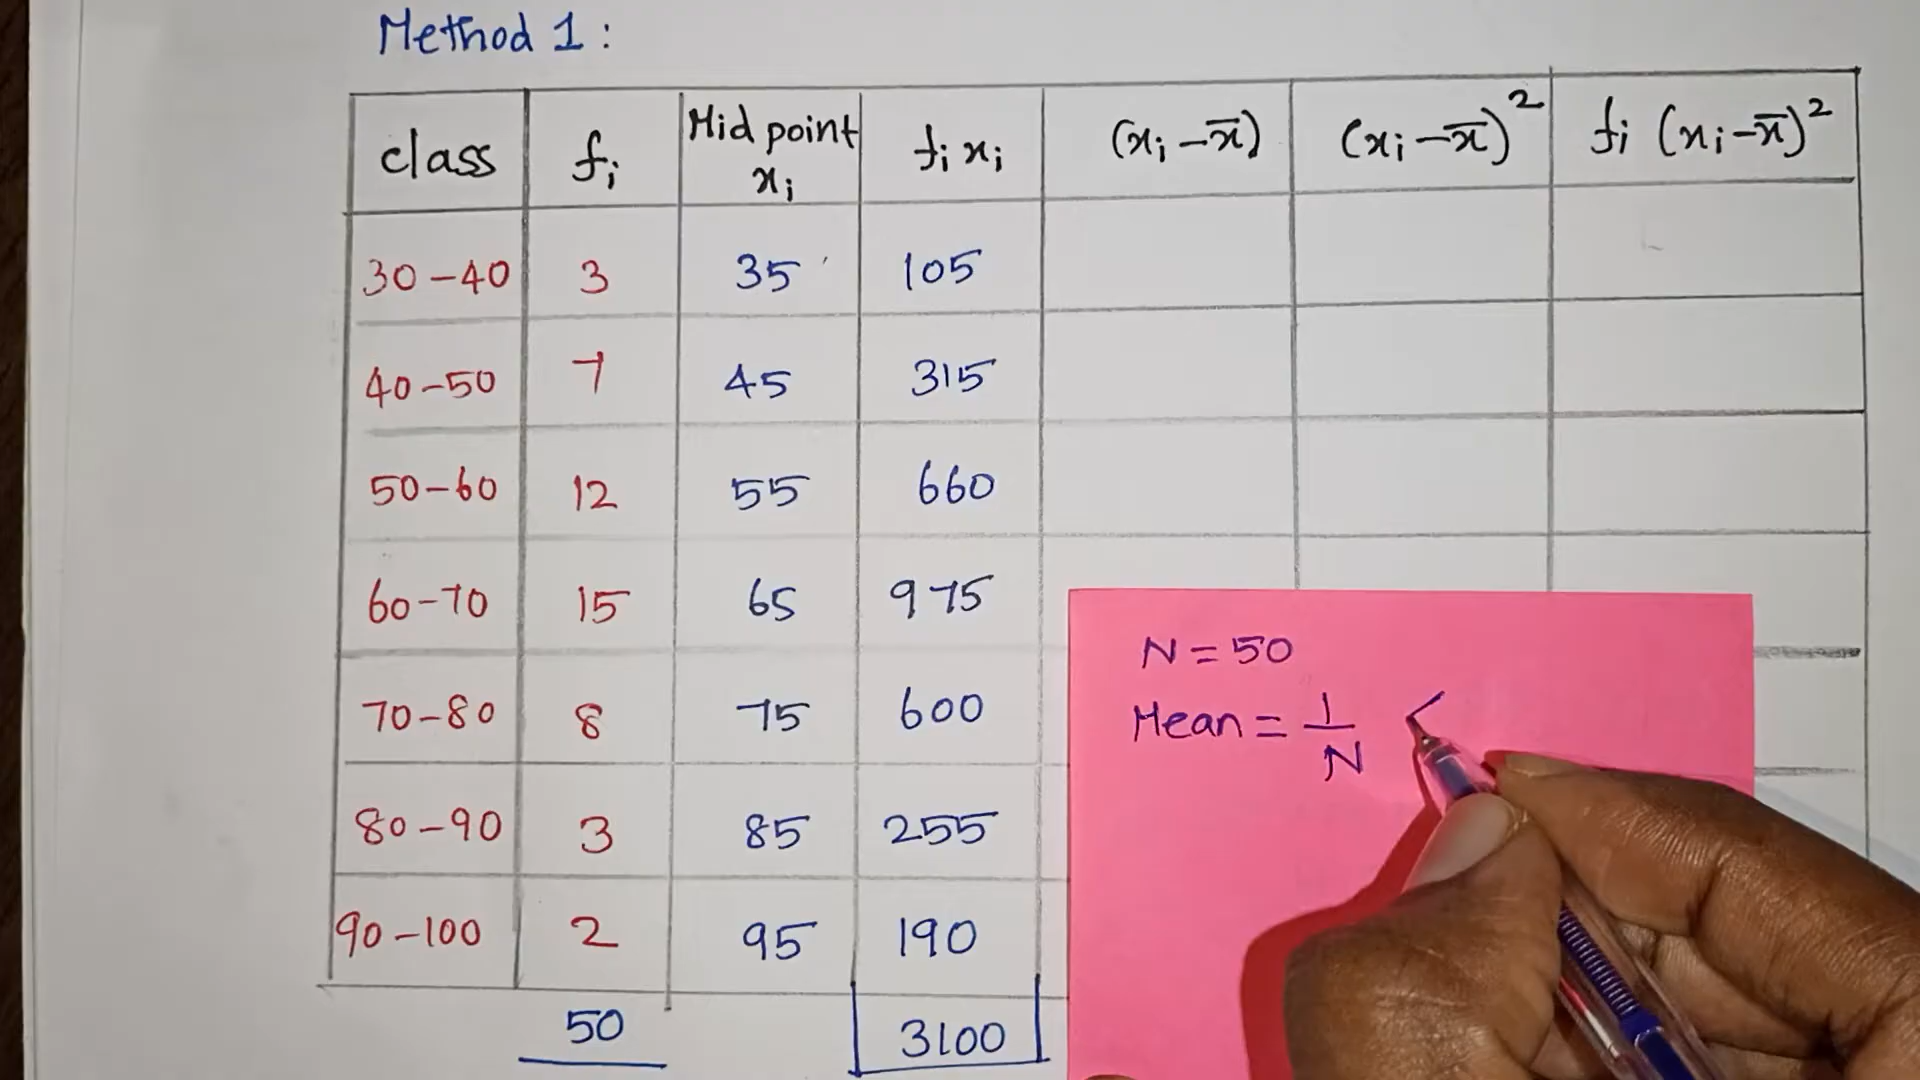 Method 1 :
class fi Mid point xi fi xi (xi – x̅) (xi – x̅)² fi (xi – x̅)²
30 – 40 3 35 105
40 – 50 7 45 315
50 – 60 12 55 660
60 – 70 15 65 975
70 – 80 8 75 600
80 – 90 3 85 255
90 – 100 2 95 190
50 3100
N = 50
Mean = 1/N